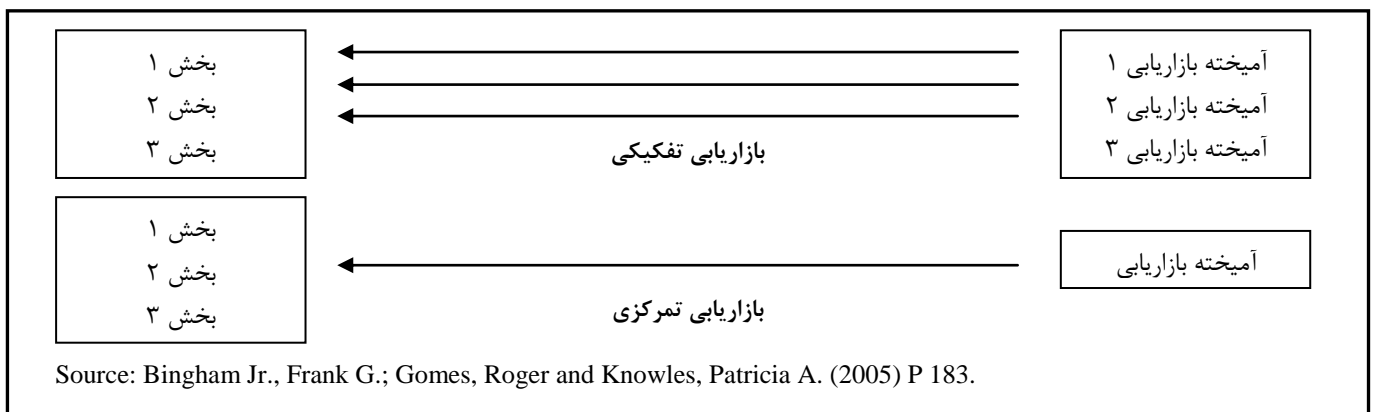 آمیخته بازاریابی ۱
آمیخته بازاریابی ۲
آمیخته بازاریابی ۳
بازاریابی تفکیکی
بخش ۱
بخش ۲
بخش ۳
آمیخته بازاریابی
بازاریابی تمرکزی
بخش ۱
بخش ۲
بخش ۳
Source: Bingham Jr., Frank G.; Gomes, Roger and Knowles, Patricia A. (2005) P 183.